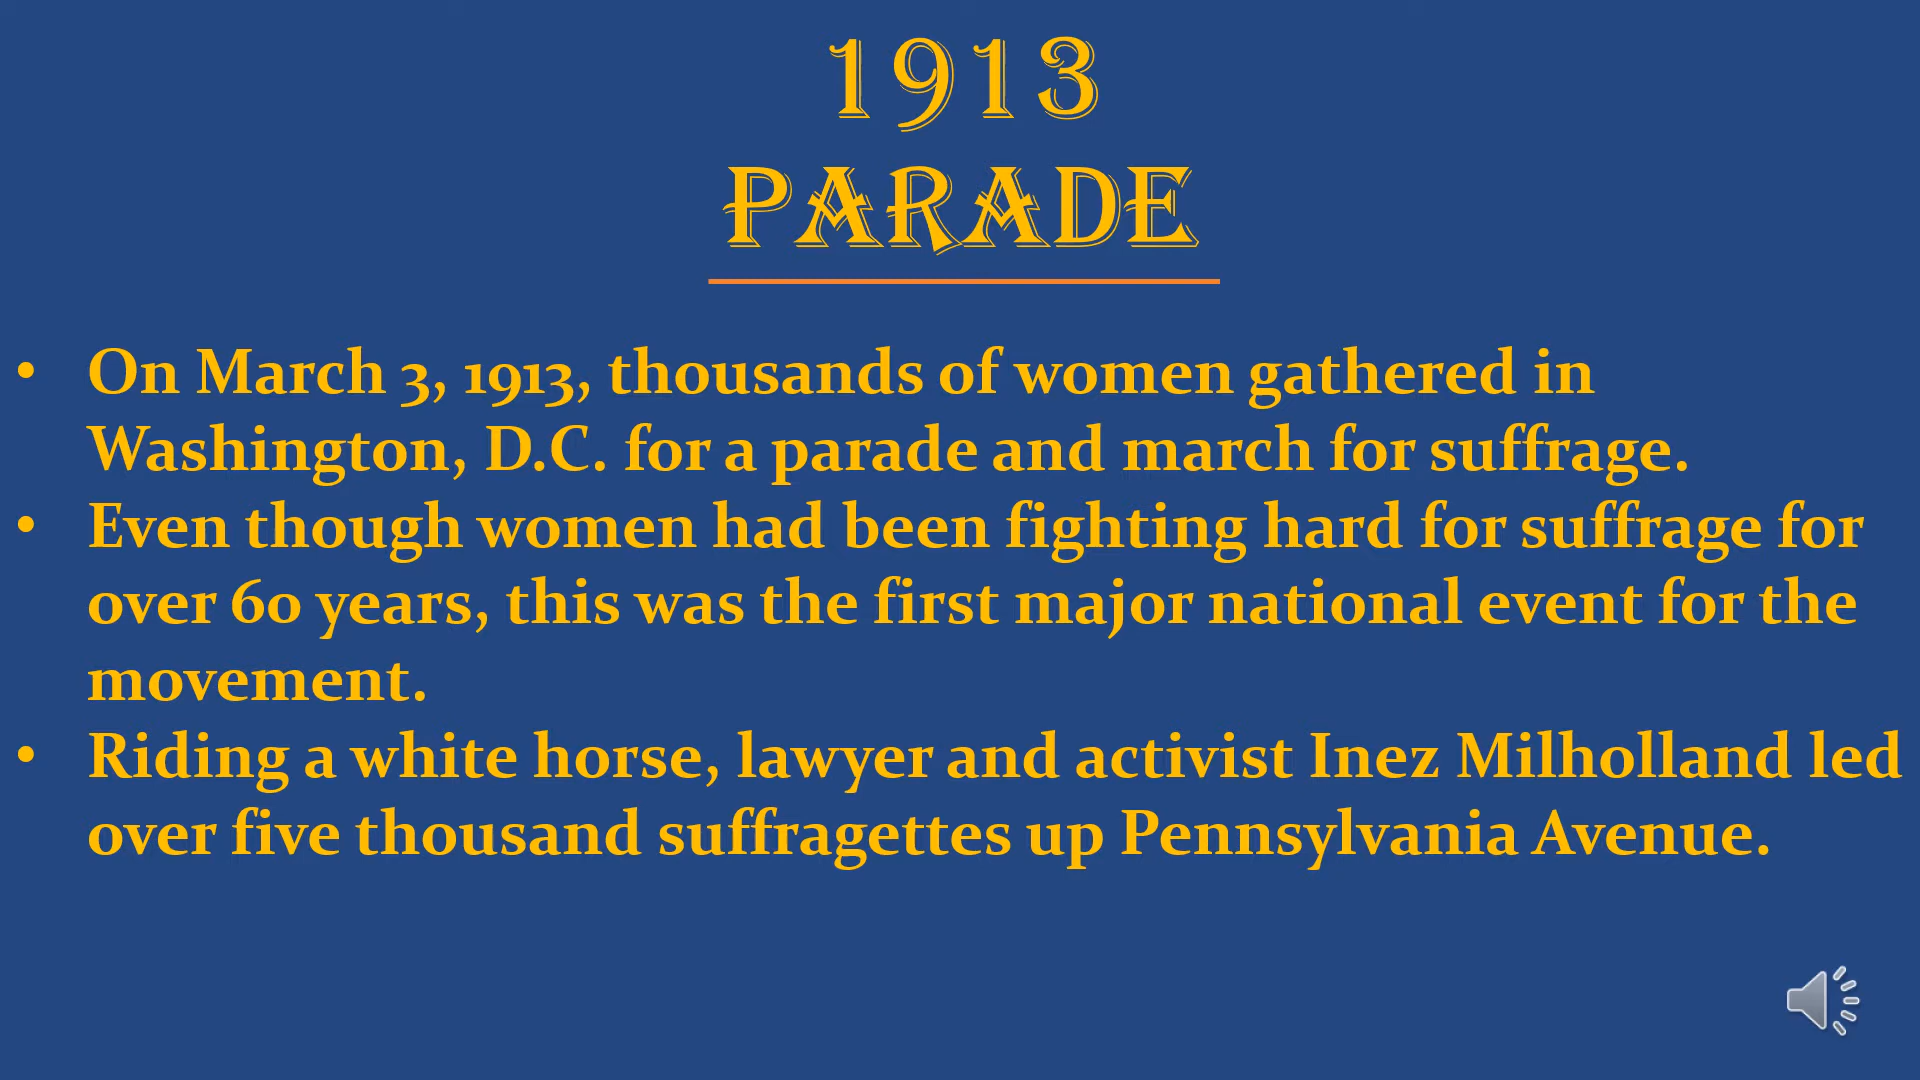 1913
PARADE
• On March 3, 1913, thousands of women gathered in
Washington, D.C. for a parade and march for suffrage.
• Even though women had been fighting hard for suffrage for
over 60 years, this was the first major national event for the
movement.
• Riding a white horse, lawyer and activist Inez Milholland led
over five thousand suffragettes up Pennsylvania Avenue.